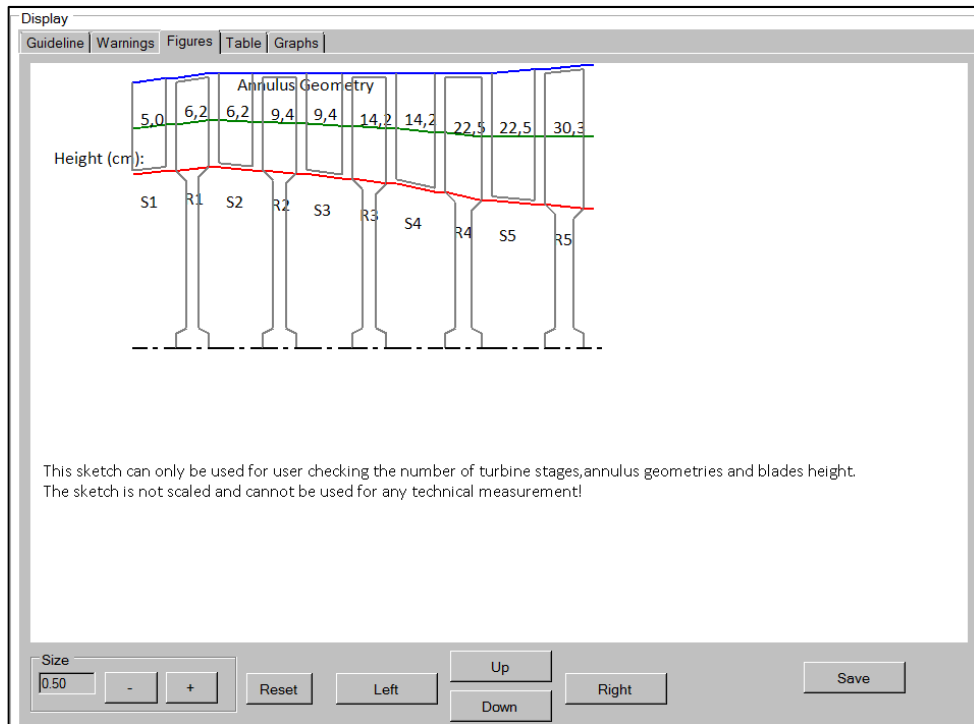 Display
Guideline Warnings Figures Table Graphs
Annulus Geometry
5,0 6,2 6,2 9,4 9,4 14,2 14,2 22,5 22,5 30,3
Height (cm):
S1 R1 S2 R2 S3 R3 S4 R4 S5 R5
This sketch can only be used for user checking the number of turbine stages,annulus geometries and blades height.
The sketch is not scaled and cannot be used for any technical measurement!
Size
0.50 - + Reset Left Up Down Right Save